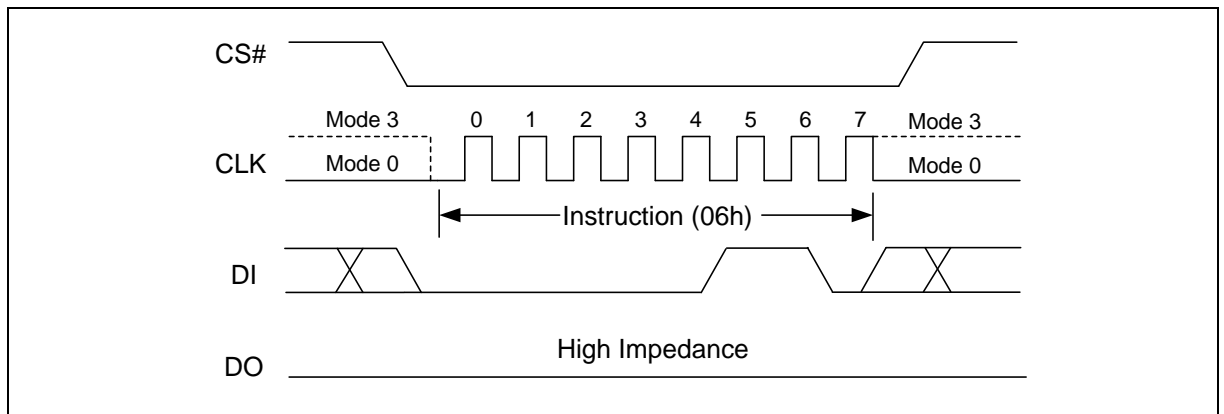 CS#
Mode 3 0 1 2 3 4 5 6 7 Mode 3
CLK Mode 0 Mode 0
Instruction (06h)
DI
High Impedance
DO